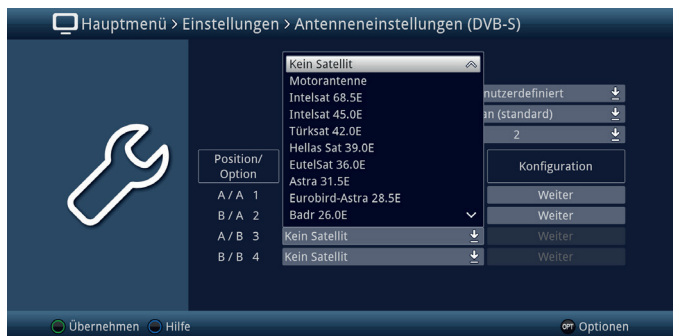 Hauptmenü > Einstellungen > Antenneneinstellungen (DVB-S)
Kein Satellit
Motorantenne
Intelsat 68.5E
nutzerdefiniert
Intelsat 45.0E
an (standard)
Türksat 42.0E
2
Hellas Sat 39.0E
EutelSat 36.0E
Position/
Option
Konfiguration
Astra 31.5E
A / A 1
Eurobird-Astra 28.5E
Weiter
B / A 2
Badr 26.0E
Weiter
A / B 3
Kein Satellit
Weiter
B / B 4
Kein Satellit
Weiter
Übernehmen
Hilfe
OPT Optionen